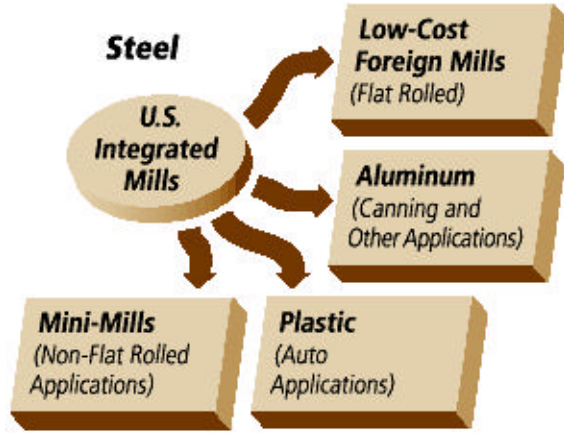 Steel
U.S.
Integrated
Mills
Low-Cost
Foreign Mills
(Flat Rolled)
Aluminum
(Canning and
Other Applications)
Mini-Mills
(Non-Flat Rolled
Applications)
Plastic
(Auto
Applications)